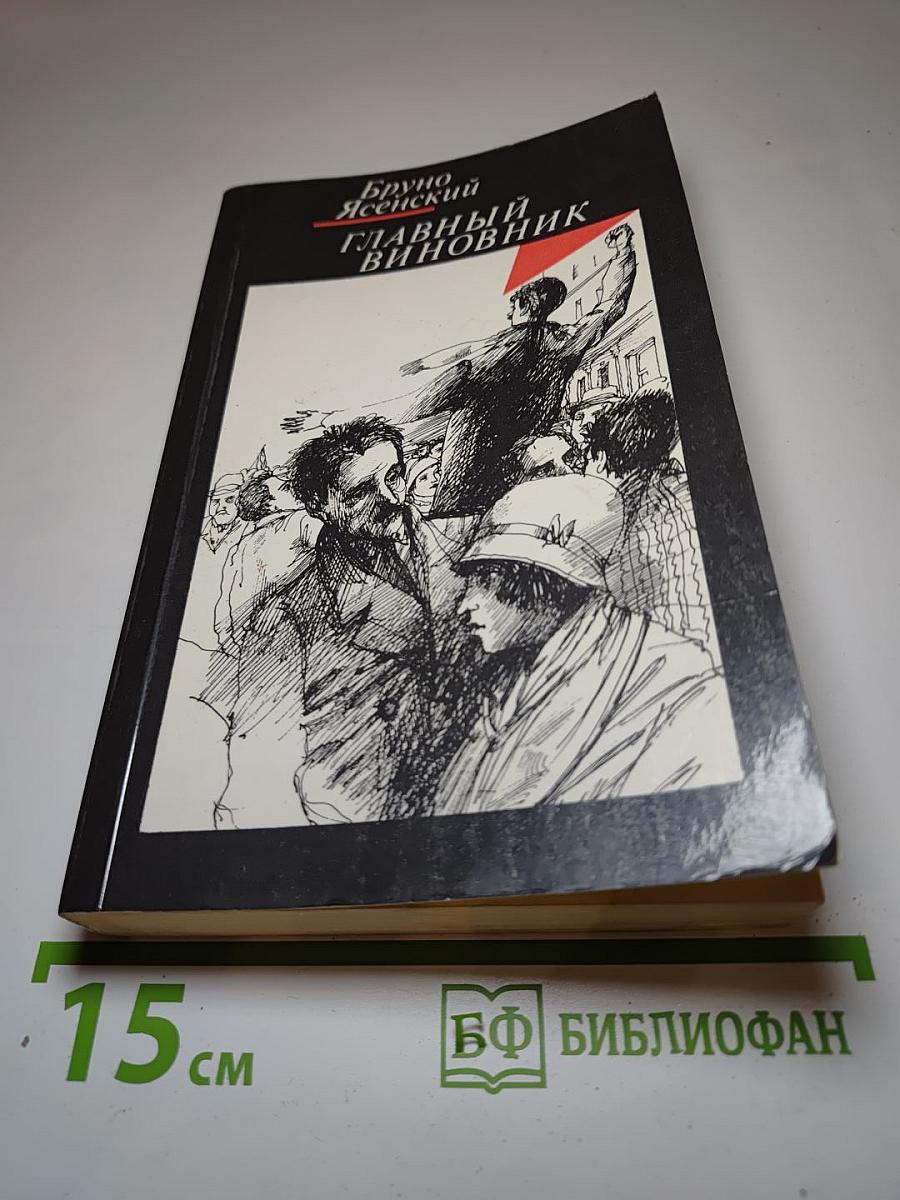 Бруно
Ясенский
ГЛАВНЫЙ
ВИНОВНИК
15 см
БФ БИБЛИОФАН